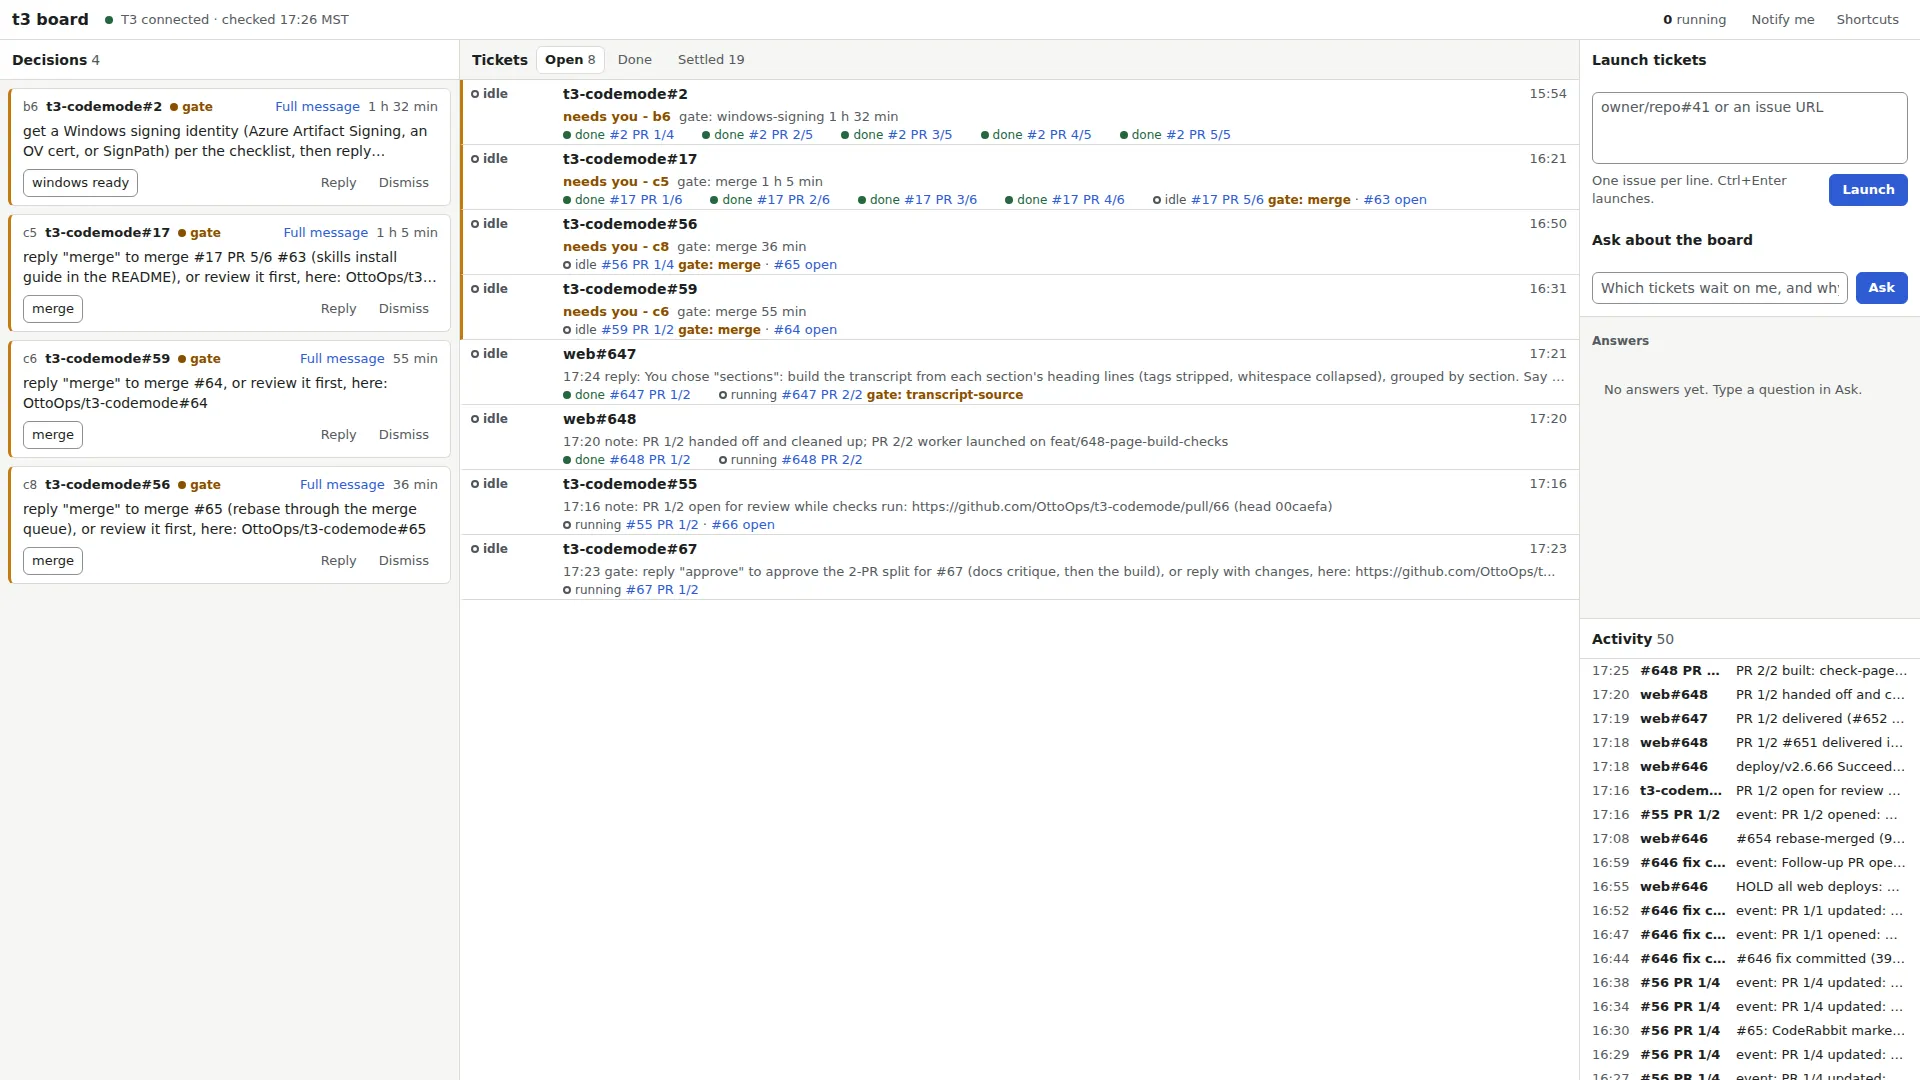 t3 board
T3 connected · checked 17:26 MST
0 running
Notify me
Shortcuts
Decisions 4
b6 t3-codemode#2 gate Full message 1 h 32 min
get a Windows signing identity (Azure Artifact Signing, an
OV cert, or SignPath) per the checklist, then reply…
windows ready
Reply
Dismiss
c5 t3-codemode#17 gate Full message 1 h 5 min
reply "merge" to merge #17 PR 5/6 #63 (skills install
guide in the README), or review it first, here: OttoOps/t3…
merge
Reply
Dismiss
c6 t3-codemode#59 gate Full message 55 min
reply "merge" to merge #64, or review it first, here:
OttoOps/t3-codemode#64
merge
Reply
Dismiss
c8 t3-codemode#56 gate Full message 36 min
reply "merge" to merge #65 (rebase through the merge
queue), or review it first, here: OttoOps/t3-codemode#65
merge
Reply
Dismiss
Tickets
Open 8
Done
Settled 19
idle t3-codemode#2 15:54
needs you - b6 gate: windows-signing 1 h 32 min
done #2 PR 1/4 done #2 PR 2/5 done #2 PR 3/5 done #2 PR 4/5 done #2 PR 5/5
idle t3-codemode#17 16:21
needs you - c5 gate: merge 1 h 5 min
done #17 PR 1/6 done #17 PR 2/6 done #17 PR 3/6 done #17 PR 4/6 idle #17 PR 5/6 gate: merge · #63 open
idle t3-codemode#56 16:50
needs you - c8 gate: merge 36 min
idle #56 PR 1/4 gate: merge · #65 open
idle t3-codemode#59 16:31
needs you - c6 gate: merge 55 min
idle #59 PR 1/2 gate: merge · #64 open
idle web#647 17:21
17:24 reply: You chose "sections": build the transcript from each section's heading lines (tags stripped, whitespace collapsed), grouped by section. Say …
done #647 PR 1/2 running #647 PR 2/2 gate: transcript-source
idle web#648 17:20
17:20 note: PR 1/2 handed off and cleaned up; PR 2/2 worker launched on feat/648-page-build-checks
done #648 PR 1/2 running #648 PR 2/2
idle t3-codemode#55 17:16
17:16 note: PR 1/2 open for review while checks run: https://github.com/OttoOps/t3-codemode/pull/66 (head 00caefa)
running #55 PR 1/2 · #66 open
idle t3-codemode#67 17:23
17:23 gate: reply "approve" to approve the 2-PR split for #67 (docs critique, then the build), or reply with changes, here: https://github.com/OttoOps/t…
running #67 PR 1/2
Launch tickets
owner/repo#41 or an issue URL
One issue per line. Ctrl+Enter
launches.
Launch
Ask about the board
Which tickets wait on me, and why
Ask
Answers
No answers yet. Type a question in Ask.
Activity 50
17:25 #648 PR … PR 2/2 built: check-page…
17:20 web#648 PR 1/2 handed off and c…
17:19 web#647 PR 1/2 delivered (#652 …
17:18 web#648 PR 1/2 #651 delivered i…
17:18 web#646 deploy/v2.6.66 Succeed…
17:16 t3-codem… PR 1/2 open for review …
17:16 #55 PR 1/2 event: PR 1/2 opened: …
17:08 web#646 #654 rebase-merged (9…
16:59 #646 fix c… event: Follow-up PR ope…
16:55 web#646 HOLD all web deploys: …
16:52 #646 fix c… event: PR 1/1 updated: …
16:47 #646 fix c… event: PR 1/1 opened: …
16:44 #646 fix c… #646 fix committed (39…
16:38 #56 PR 1/4 event: PR 1/4 updated: …
16:34 #56 PR 1/4 event: PR 1/4 updated: …
16:30 #56 PR 1/4 #65: CodeRabbit marke…
16:29 #56 PR 1/4 event: PR 1/4 updated: …
16:27 #56 PR 1/4 event: PR 1/4 updated: …